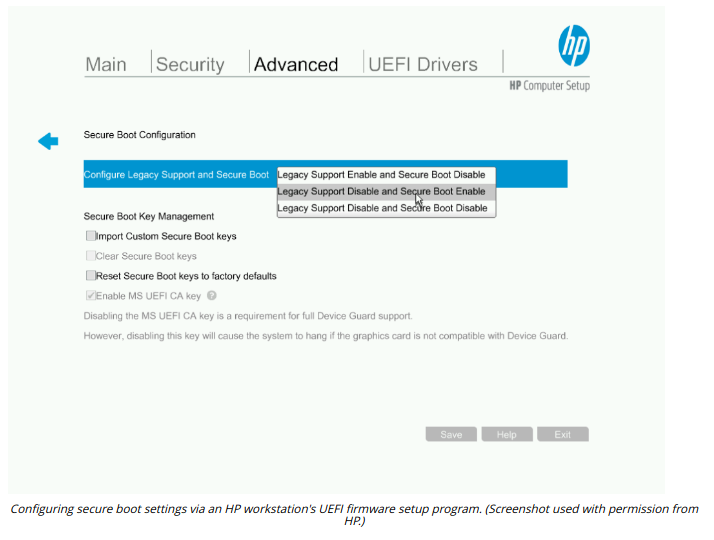 hp
Main Security Advanced UEFI Drivers
HP Computer Setup
Secure Boot Configuration
Configure Legacy Support and Secure Boot Legacy Support Enable and Secure Boot Disable
Legacy Support Disable and Secure Boot Enable
Legacy Support Disable and Secure Boot Disable
Secure Boot Key Management
Import Custom Secure Boot keys
Clear Secure Boot keys
Reset Secure Boot keys to factory defaults
Enable MS UEFI CA key ?
Disabling the MS UEFI CA key is a requirement for full Device Guard support.
However, disabling this key will cause the system to hang if the graphics card is not compatible with Device Guard.
Save Help Exit
Configuring secure boot settings via an HP workstation's UEFI firmware setup program. (Screenshot used with permission from
HP.)